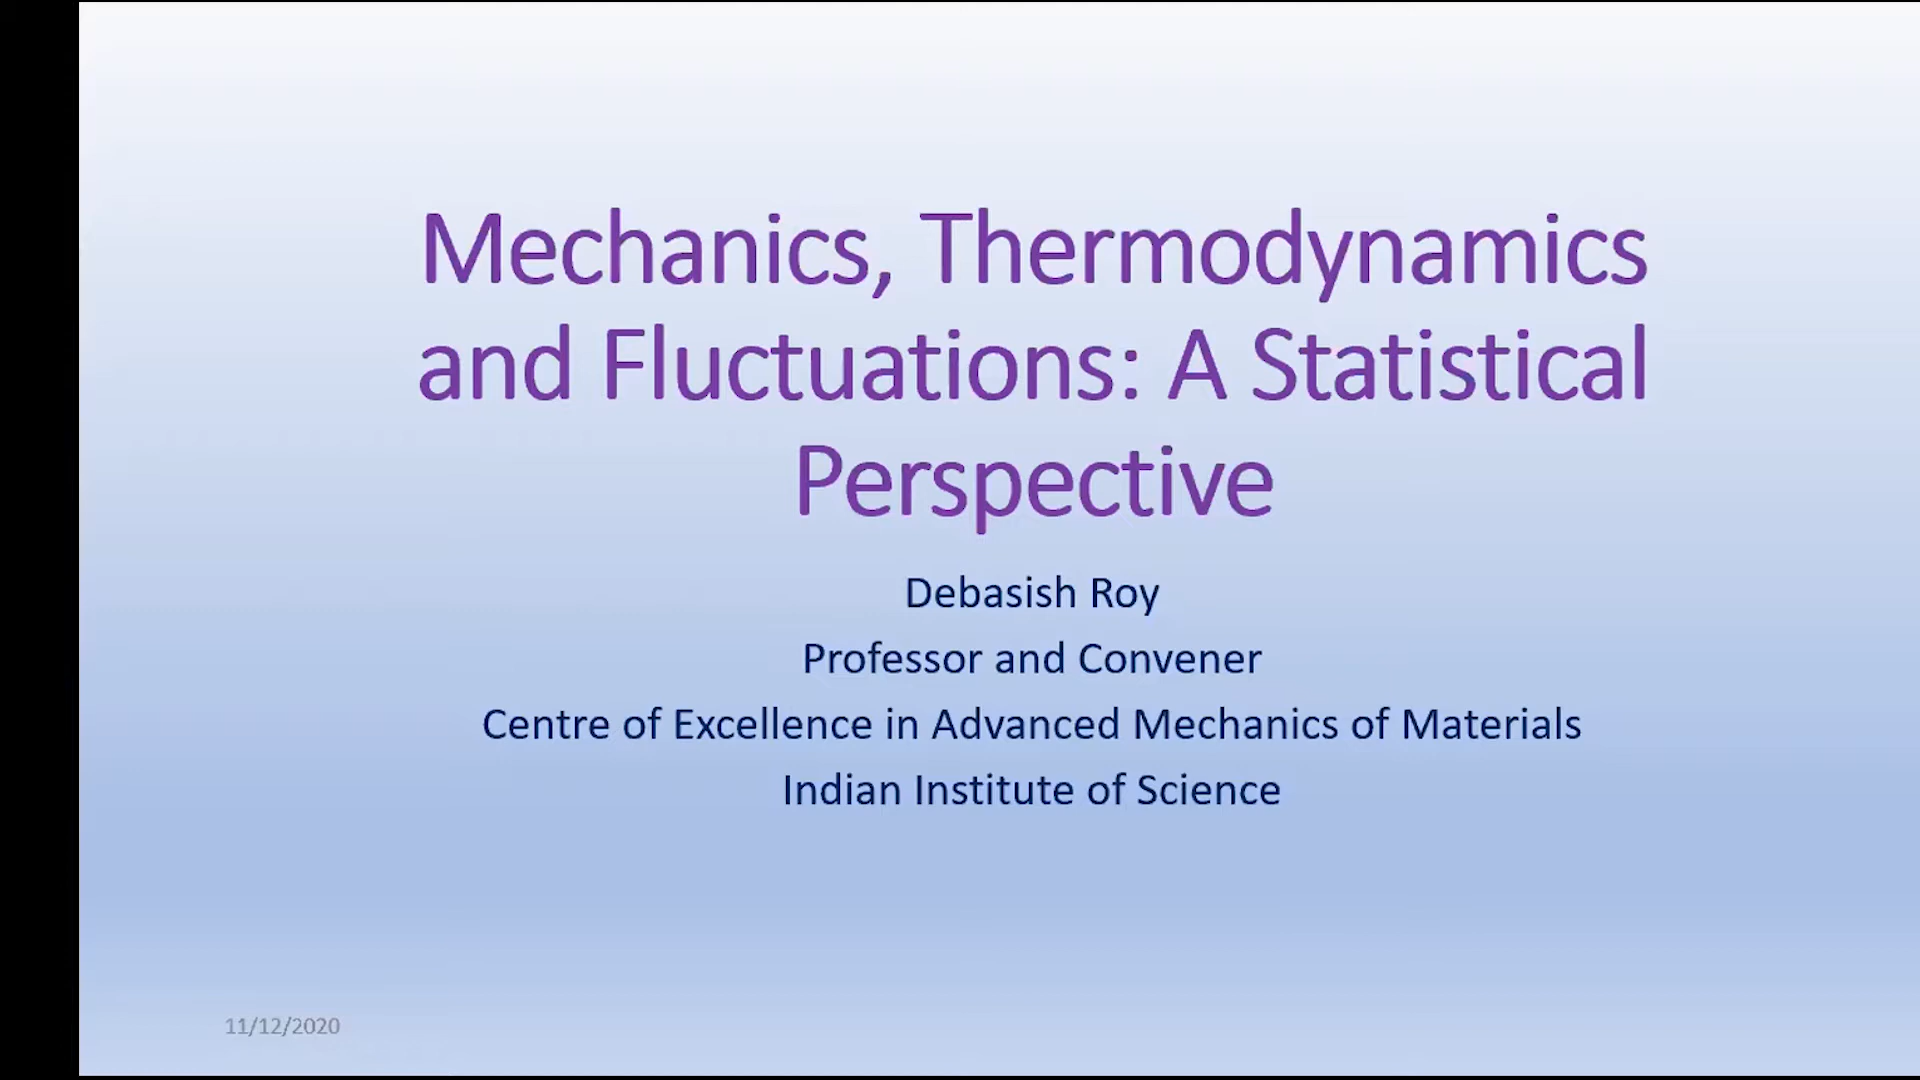 Mechanics, Thermodynamics
and Fluctuations: A Statistical
Perspective
Debasish Roy
Professor and Convener
Centre of Excellence in Advanced Mechanics of Materials
Indian Institute of Science
11/12/2020